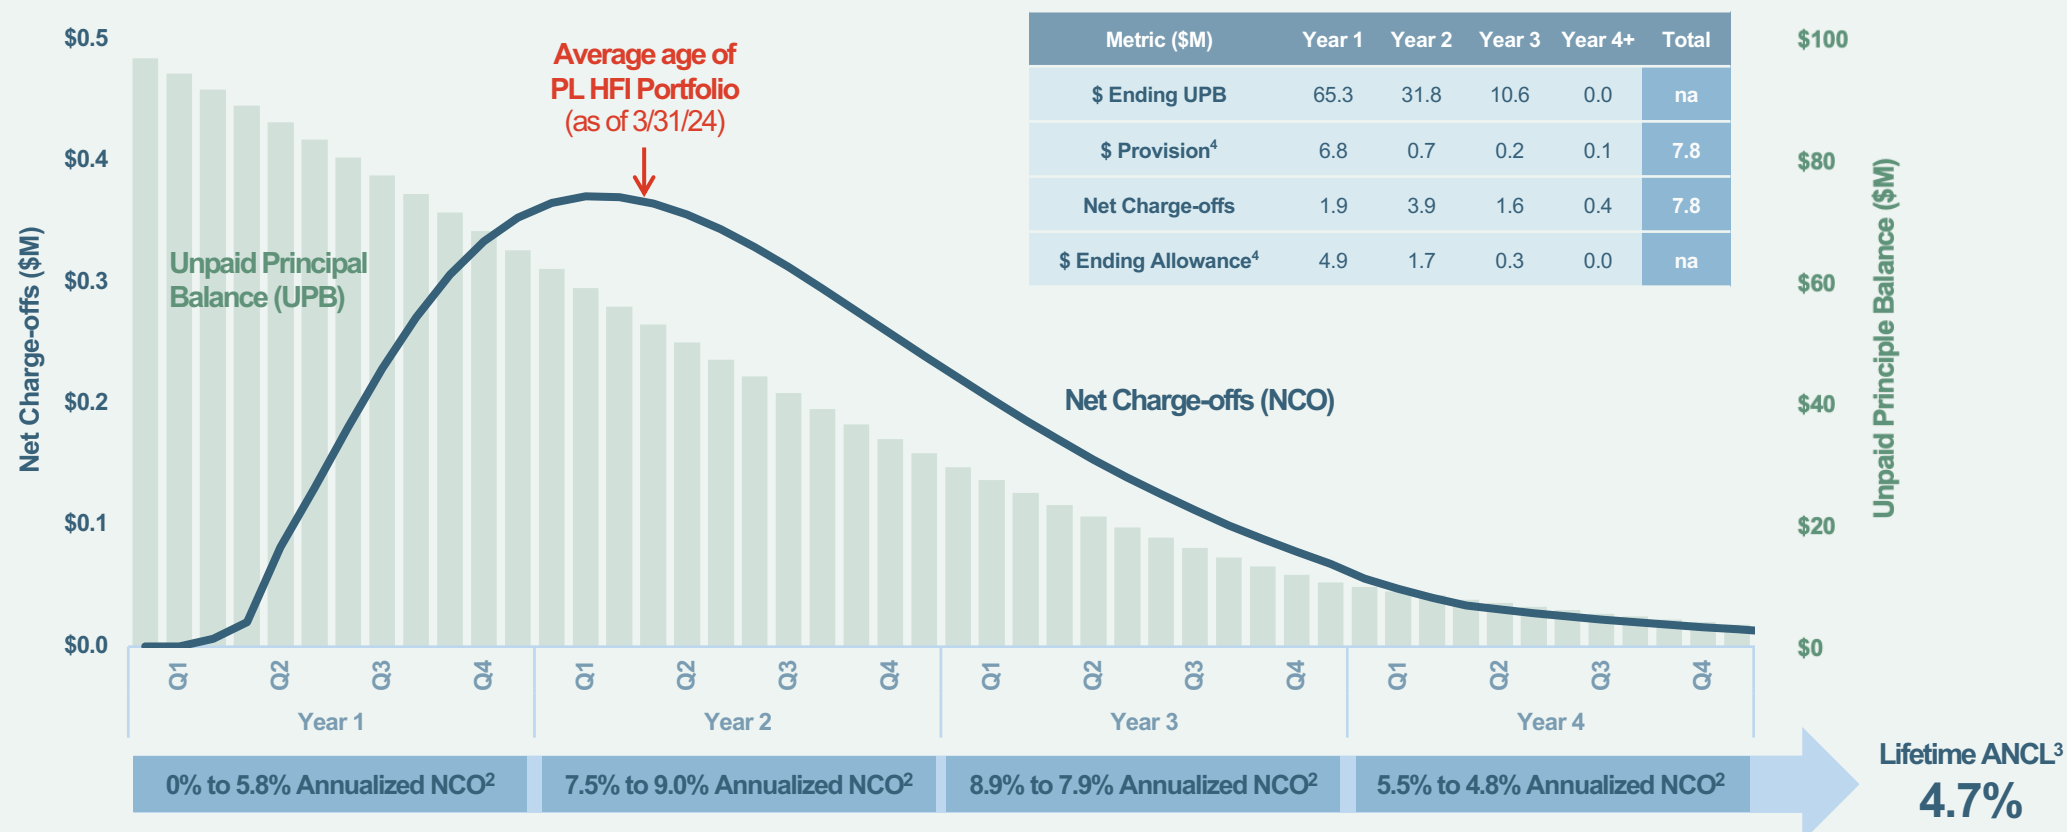 $0.5
$0.4
$0.3
$0.2
$0.1
$0.0
Net Charge-offs ($M)
Unpaid Principal
Balance (UPB)
Average age of
PL HFI Portfolio
(as of 3/31/24)
Metric ($M) Year 1 Year 2 Year 3 Year 4+ Total
$ Ending UPB 65.3 31.8 10.6 0.0 na
$ Provision⁴ 6.8 0.7 0.2 0.1 7.8
Net Charge-offs 1.9 3.9 1.6 0.4 7.8
$ Ending Allowance⁴ 4.9 1.7 0.3 0.0 na
Net Charge-offs (NCO)
$100
$80
$60
$40
$20
$0
Unpaid Principle Balance ($M)
Q1 Q2 Q3 Q4 Q1 Q2 Q3 Q4 Q1 Q2 Q3 Q4 Q1 Q2 Q3 Q4
Year 1 Year 2 Year 3 Year 4
0% to 5.8% Annualized NCO² 7.5% to 9.0% Annualized NCO² 8.9% to 7.9% Annualized NCO² 5.5% to 4.8% Annualized NCO²
Lifetime ANCL³
4.7%